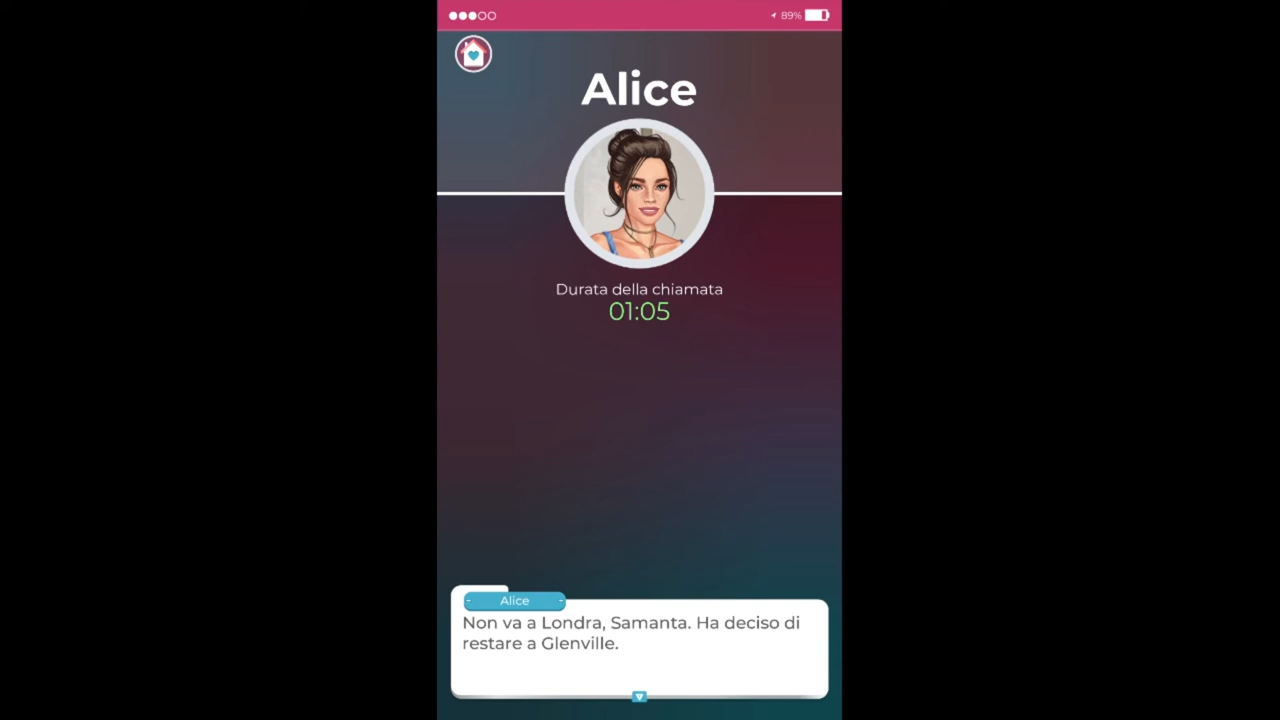 89%
Alice
Durata della chiamata
01:05
Alice
Non va a Londra, Samanta. Ha deciso di
restare a Glenville.